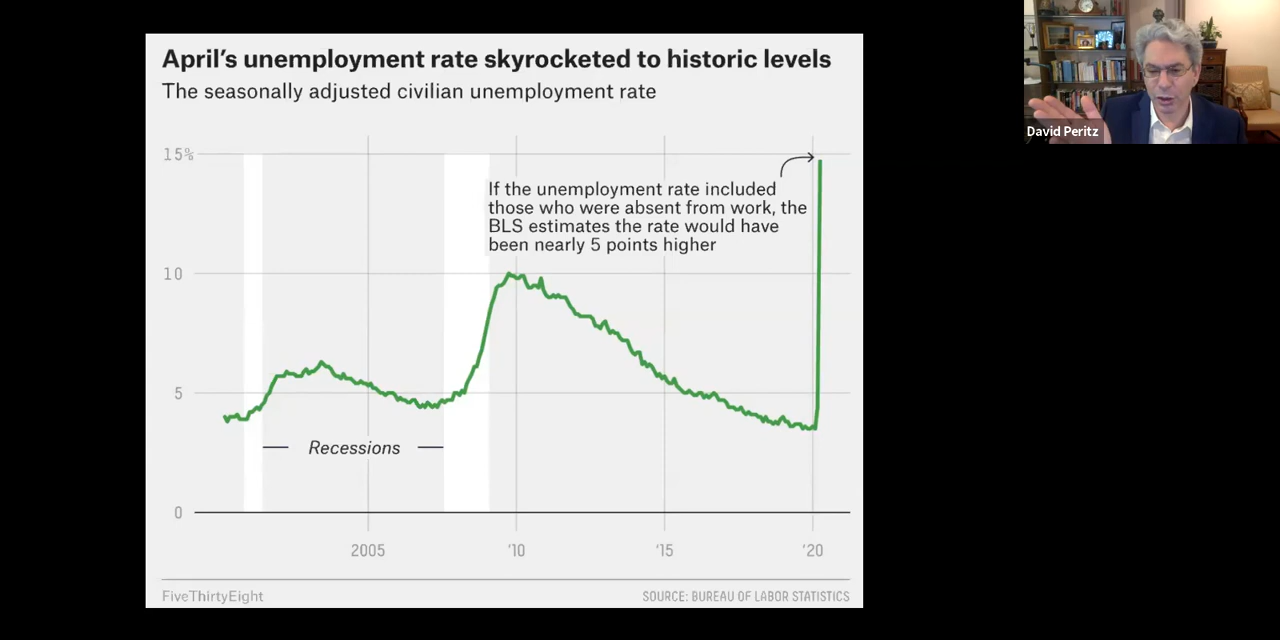 April's unemployment rate skyrocketed to historic levels
The seasonally adjusted civilian unemployment rate
15%
If the unemployment rate included
those who were absent from work, the
BLS estimates the rate would have
been nearly 5 points higher
10
5
Recessions
0
2005 '10 '15 '20
FiveThirtyEight SOURCE: BUREAU OF LABOR STATISTICS
David Peritz